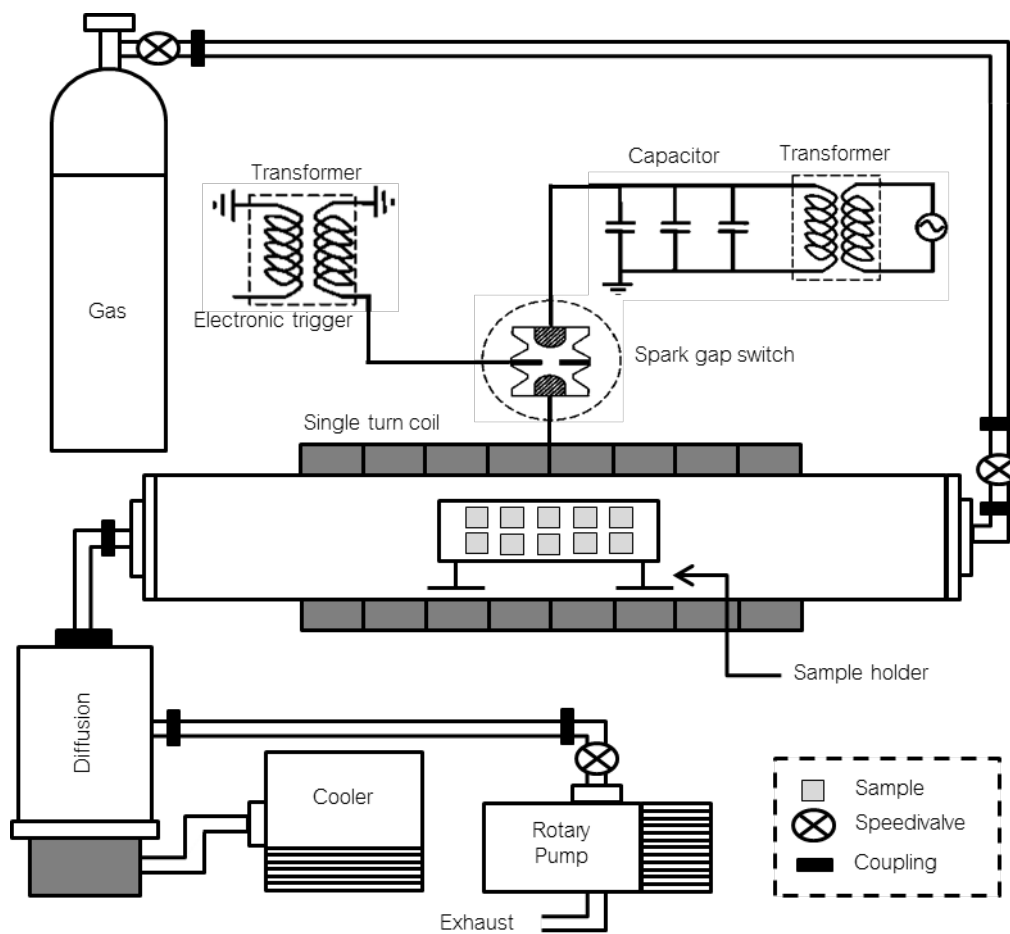 Gas
Transformer
Electronic trigger
Capacitor
Transformer
Spark gap switch
Single turn coil
Sample holder
Diffusion
Cooler
Rotary
Pump
Exhaust
Sample
Speedivalve
Coupling